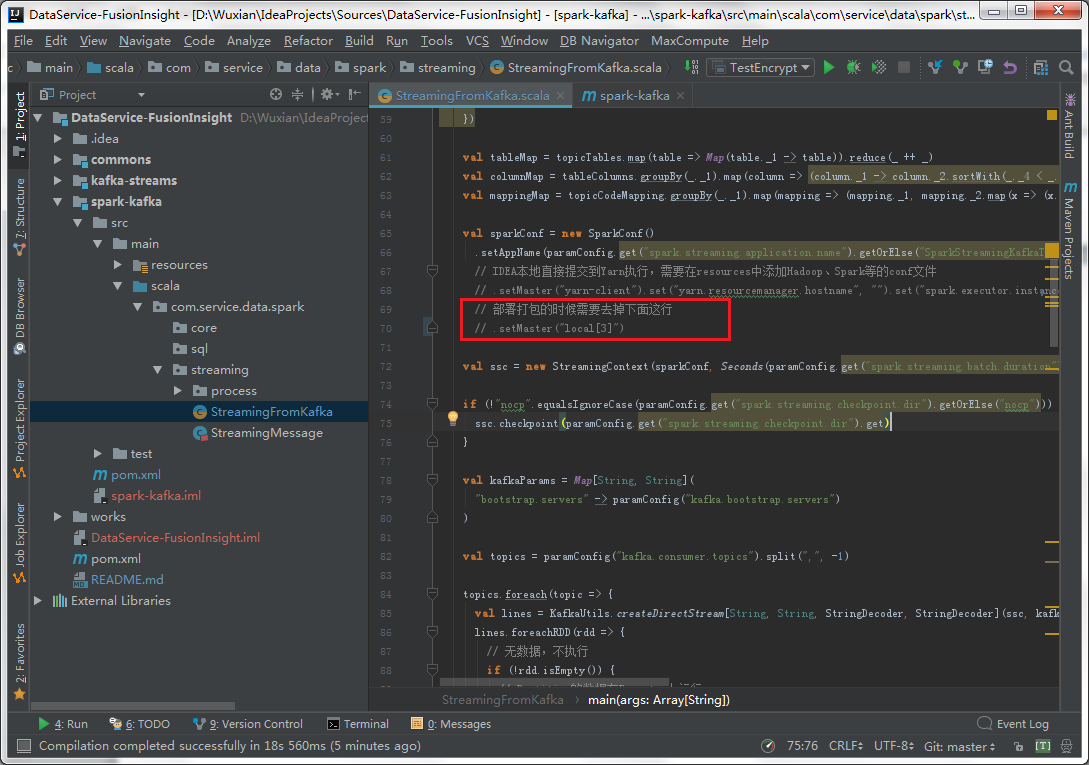 DataService-FusionInsight - [D:\Wuxian\IdeaProjects\Sources\DataService-FusionInsight] - [spark-kafka] - ...\spark-kafka\src\main\scala\com\service\data\spark\st...
File Edit View Navigate Code Analyze Refactor Build Run Tools VCS Window DB Navigator MaxCompute Help
c main scala com service data spark streaming StreamingFromKafka.scala TestEncrypt
Project
StreamingFromKafka.scala
spark-kafka
1: Project
7: Structure
DB Browser
Project Explorer
Job Explorer
2: Favorites
DataService-FusionInsight D:\Wuxian\IdeaProject
.idea
commons
kafka-streams
spark-kafka
src
main
resources
scala
com.service.data.spark
core
sql
streaming
process
StreamingFromKafka
StreamingMessage
test
pom.xml
spark-kafka.iml
works
DataService-FusionInsight.iml
pom.xml
README.md
External Libraries
59 })
60
61 val tableMap = topicTables.map(table => Map(table._1 -> table)).reduce(_ ++ _)
62 val columnMap = tableColumns.groupBy(_._1).map(column => (column._1 -> column._2.sortWith(_._4 < _.
63 val mappingMap = topicCodeMapping.groupBy(_._1).map(mapping => (mapping._1, mapping._2.map(x => (x.
64
65 val sparkConf = new SparkConf()
66 .setAppName(paramConfig.get("spark.streaming.application.name").getOrElse("SparkStreamingKafkaT
67 // IDEA本地直接提交到Yarn执行，需要在resources中添加Hadoop、Spark等的conf文件
68 // .setMaster("yarn-client").set("yarn.resourcemanager.hostname", "").set("spark.executor.instanc
69 // 部署打包的时候需要去掉下面这行
70 // .setMaster("local[3]")
71
72 val ssc = new StreamingContext(sparkConf, Seconds(paramConfig.get("spark.streaming.batch.duration"
73
74 if (!"nocp".equalsIgnoreCase(paramConfig.get("spark.streaming.checkpoint.dir").getOrElse("nocp")))
75 ssc.checkpoint(paramConfig.get("spark.streaming.checkpoint.dir").get)
76 }
77
78 val kafkaParams = Map[String, String](
79 "bootstrap.servers" -> paramConfig("kafka.bootstrap.servers")
80 )
81
82 val topics = paramConfig("kafka.consumer.topics").split(",", -1)
83
84 topics.foreach(topic => {
85 val lines = KafkaUtils.createDirectStream[String, String, StringDecoder, StringDecoder](ssc, kafk
86 lines.foreachRDD(rdd => {
87 // 无数据，不执行
88 if (!rdd.isEmpty()) {
StreamingFromKafka main(args: Array[String])
Ant Build
Maven Projects
4: Run 6: TODO 9: Version Control Terminal 0: Messages Event Log
Compilation completed successfully in 18s 560ms (5 minutes ago) 75:76 CRLF UTF-8 Git: master [T]